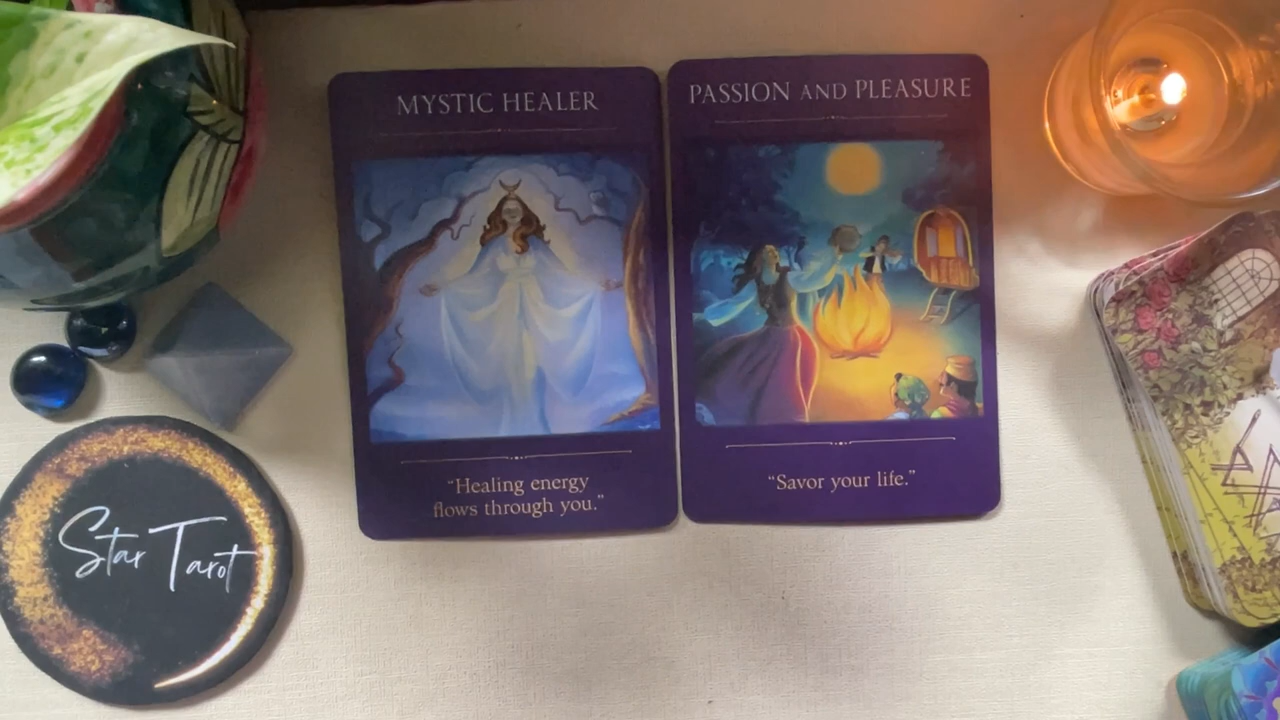 MYSTIC HEALER
"Healing energy
flows through you."
PASSION AND PLEASURE
"Savor your life."
Star Tarot